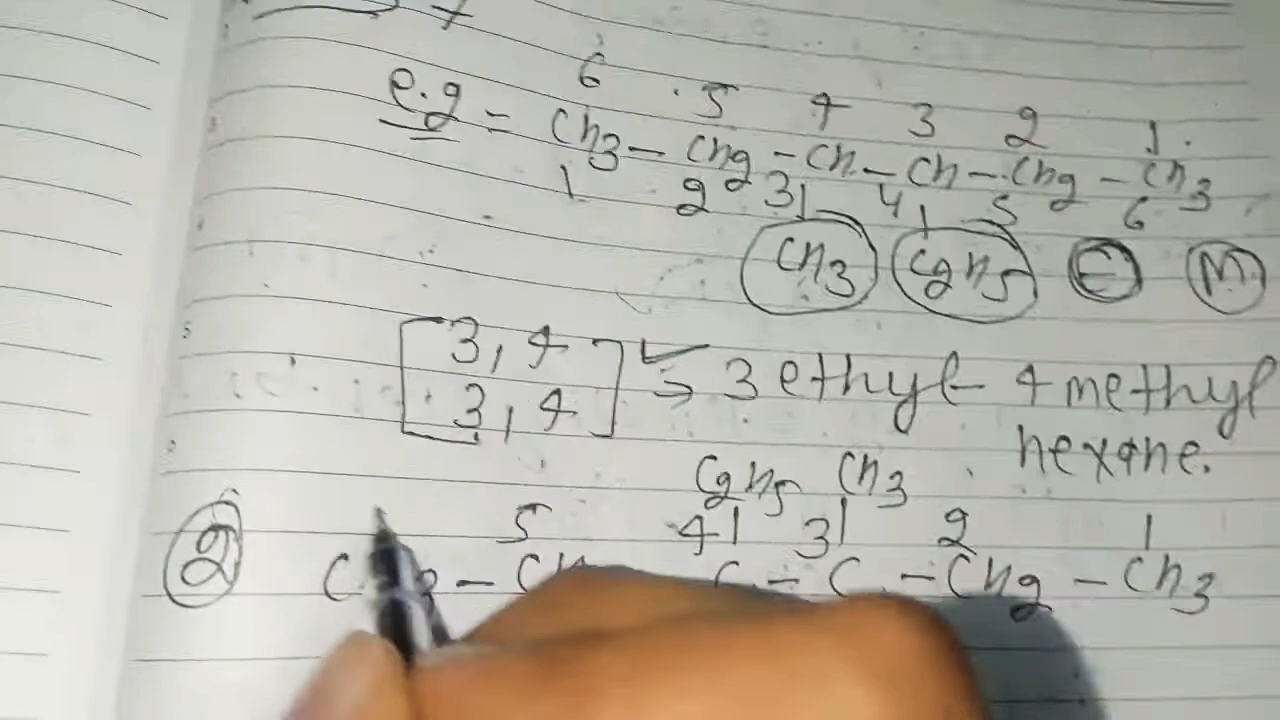 6 5 4 3 2 1
e.g = CH3 - CH2 - CH - CH - CH2 - CH3
1 2 3 4 5 6
CH3 C2H5 E M
3, 4
3, 4
→ 3 ethyl - 4 methyl
hexane.
C2H5 CH3
5 4 3 2 1
2 - C - C - CH2 - CH3